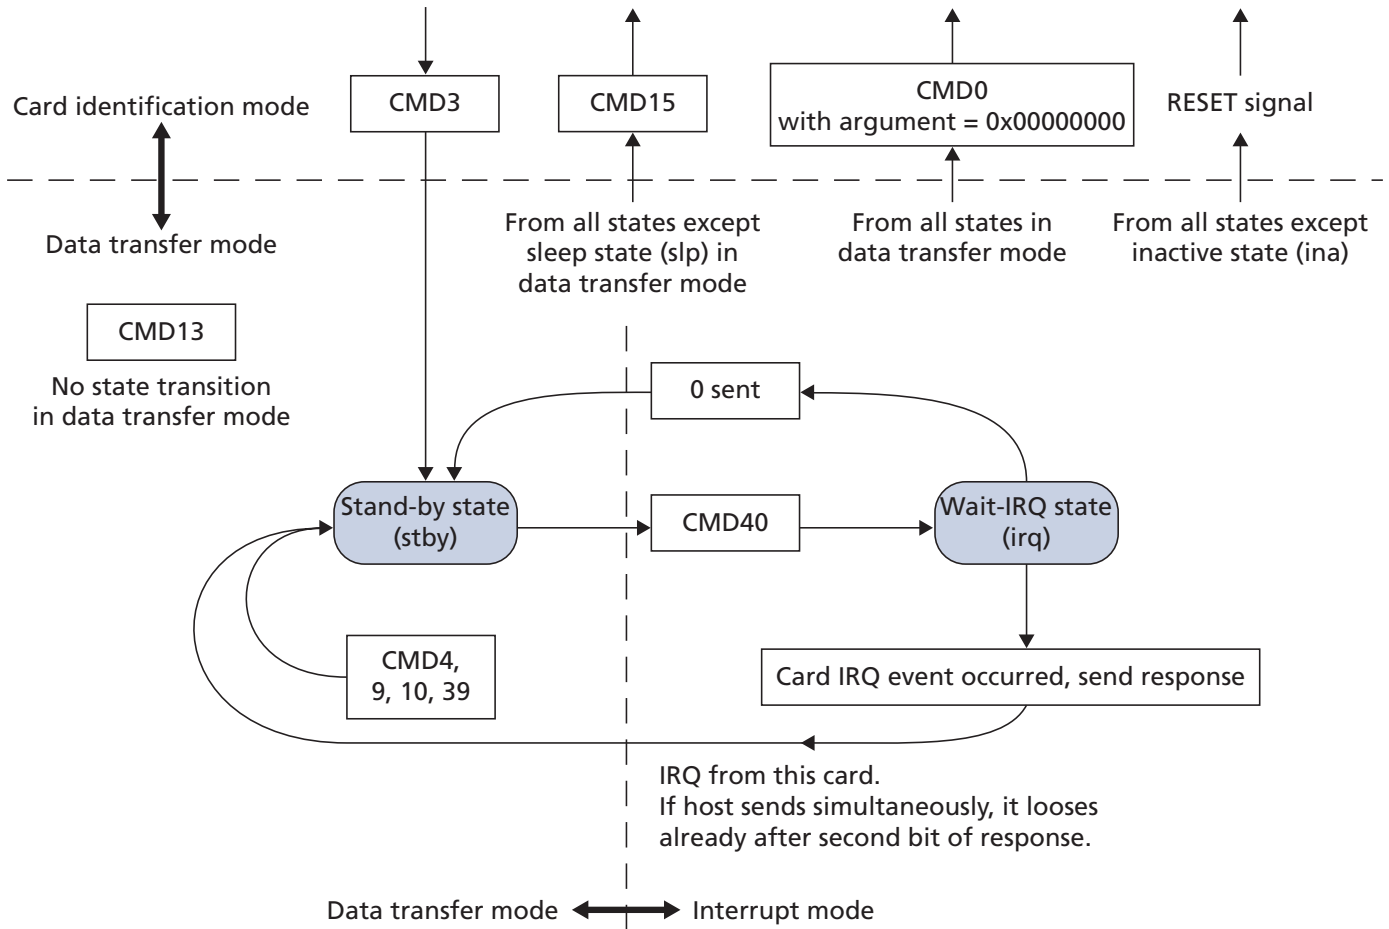 CMD3
CMD15
CMD0
with argument = 0x00000000
RESET signal
Card identification mode
Data transfer mode
From all states except
sleep state (slp) in
data transfer mode
From all states in
data transfer mode
From all states except
inactive state (ina)
CMD13
No state transition
in data transfer mode
0 sent
Stand-by state
(stby)
CMD40
Wait-IRQ state
(irq)
CMD4,
9, 10, 39
Card IRQ event occurred, send response
IRQ from this card.
If host sends simultaneously, it looses
already after second bit of response.
Data transfer mode
Interrupt mode